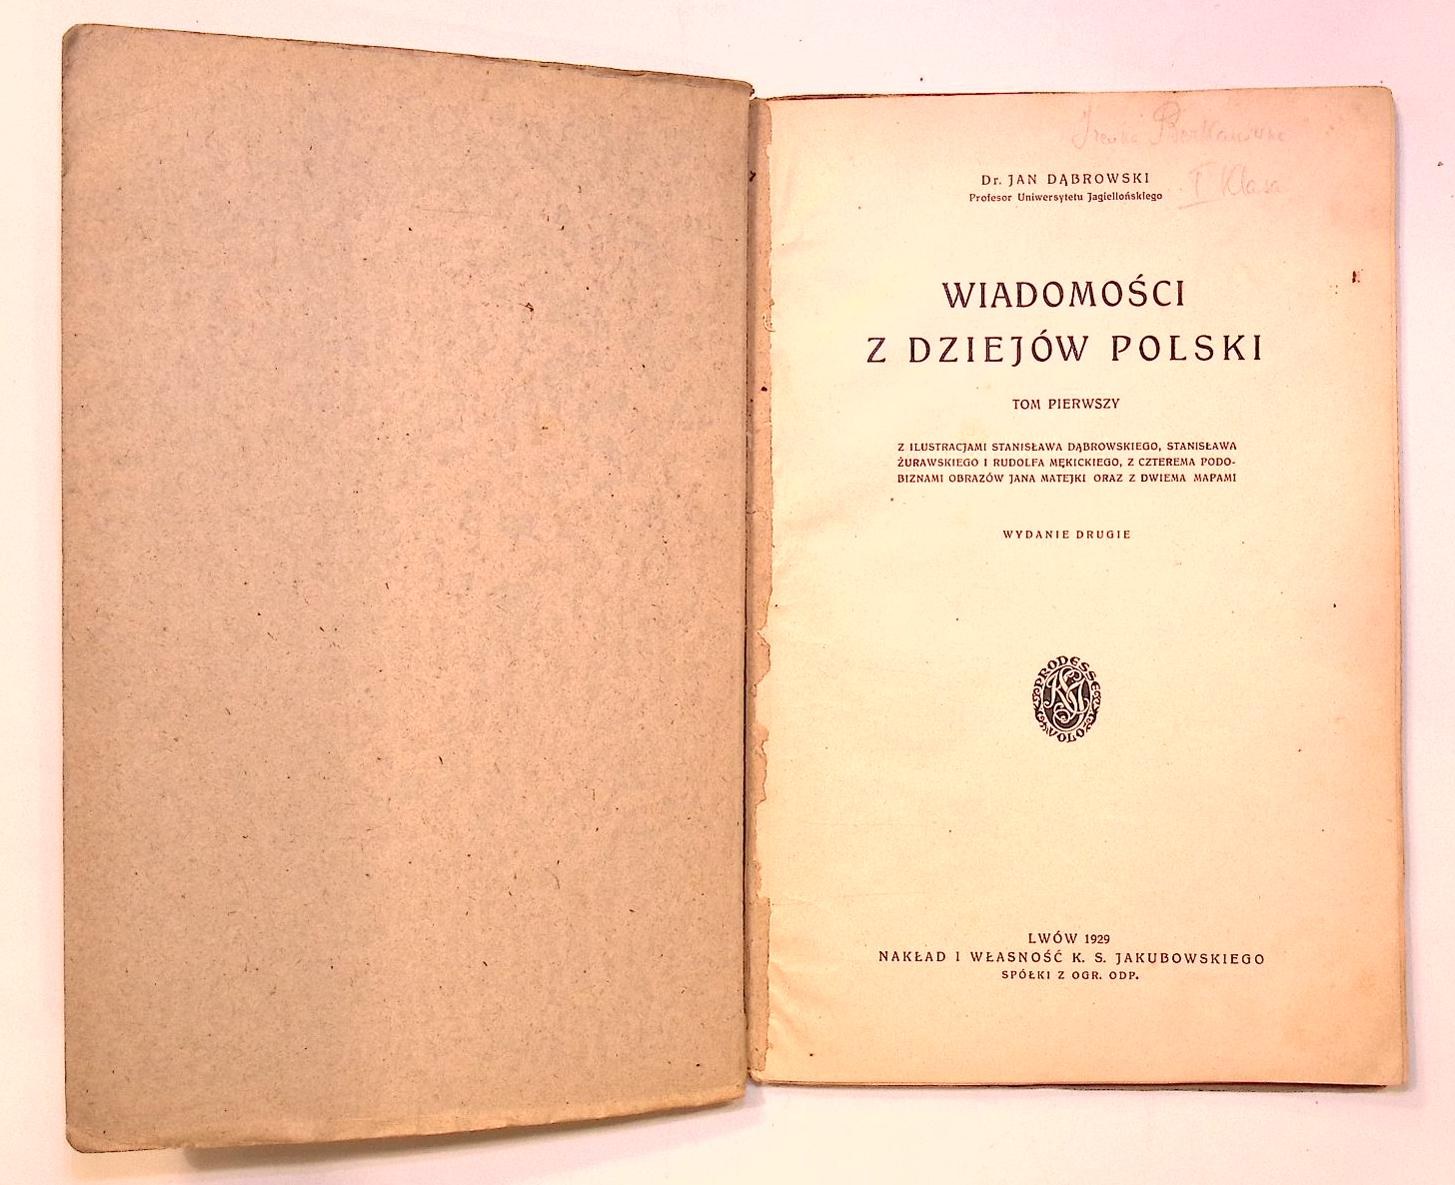 Klasa
Dr. JAN DĄBROWSKI
Profesor Uniwersytetu Jagiellońskiego
WIADOMOŚCI
Z DZIEJÓW POLSKI
TOM PIERWSZY
Z ILUSTRACJAMI STANISŁAWA DĄBROWSKIEGO, STANISŁAWA
ŻURAWSKIEGO I RUDOLFA MĘKICKIEGO, Z CZTEREMA PODO-
BIZNAMI OBRAZÓW JANA MATEJKI ORAZ Z DWIEMA MAPAMI
WYDANIE DRUGIE
PRODESSE
VOLO
LWÓW 1929
NAKŁAD I WŁASNOŚĆ K. S. JAKUBOWSKIEGO
SPÓŁKI Z OGR. ODP.